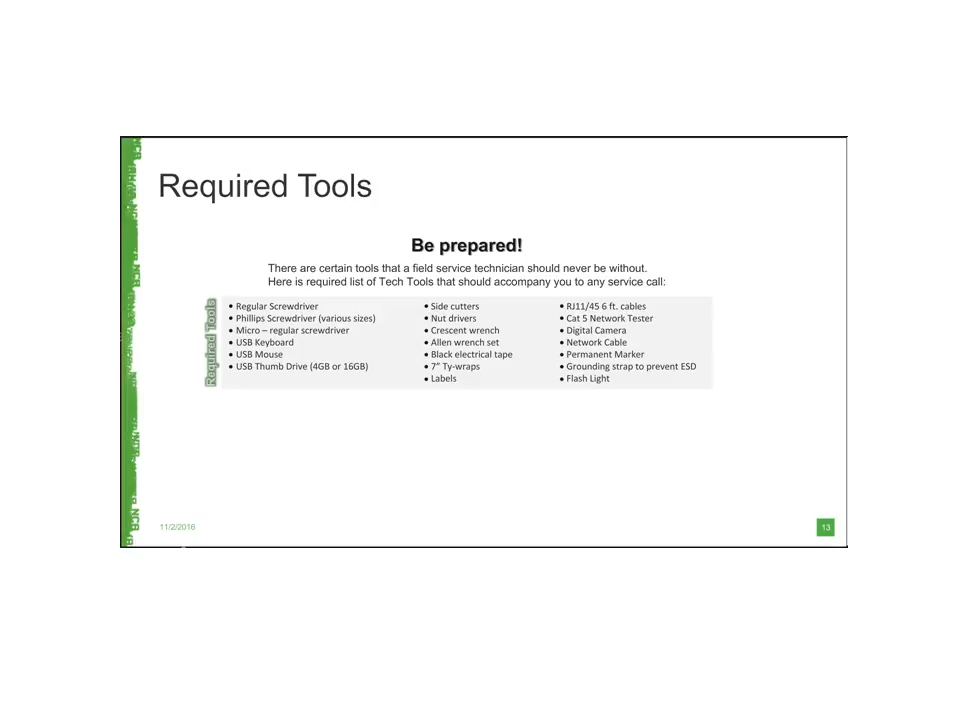 Required Tools
Be prepared!
There are certain tools that a field service technician should never be without.
Here is required list of Tech Tools that should accompany you to any service call:
Required Tools
• Regular Screwdriver
• Phillips Screwdriver (various sizes)
• Micro – regular screwdriver
• USB Keyboard
• USB Mouse
• USB Thumb Drive (4GB or 16GB)
• Side cutters
• Nut drivers
• Crescent wrench
• Allen wrench set
• Black electrical tape
• 7” Ty-wraps
• Labels
• RJ11/45 6 ft. cables
• Cat 5 Network Tester
• Digital Camera
• Network Cable
• Permanent Marker
• Grounding strap to prevent ESD
• Flash Light
11/2/2016
13